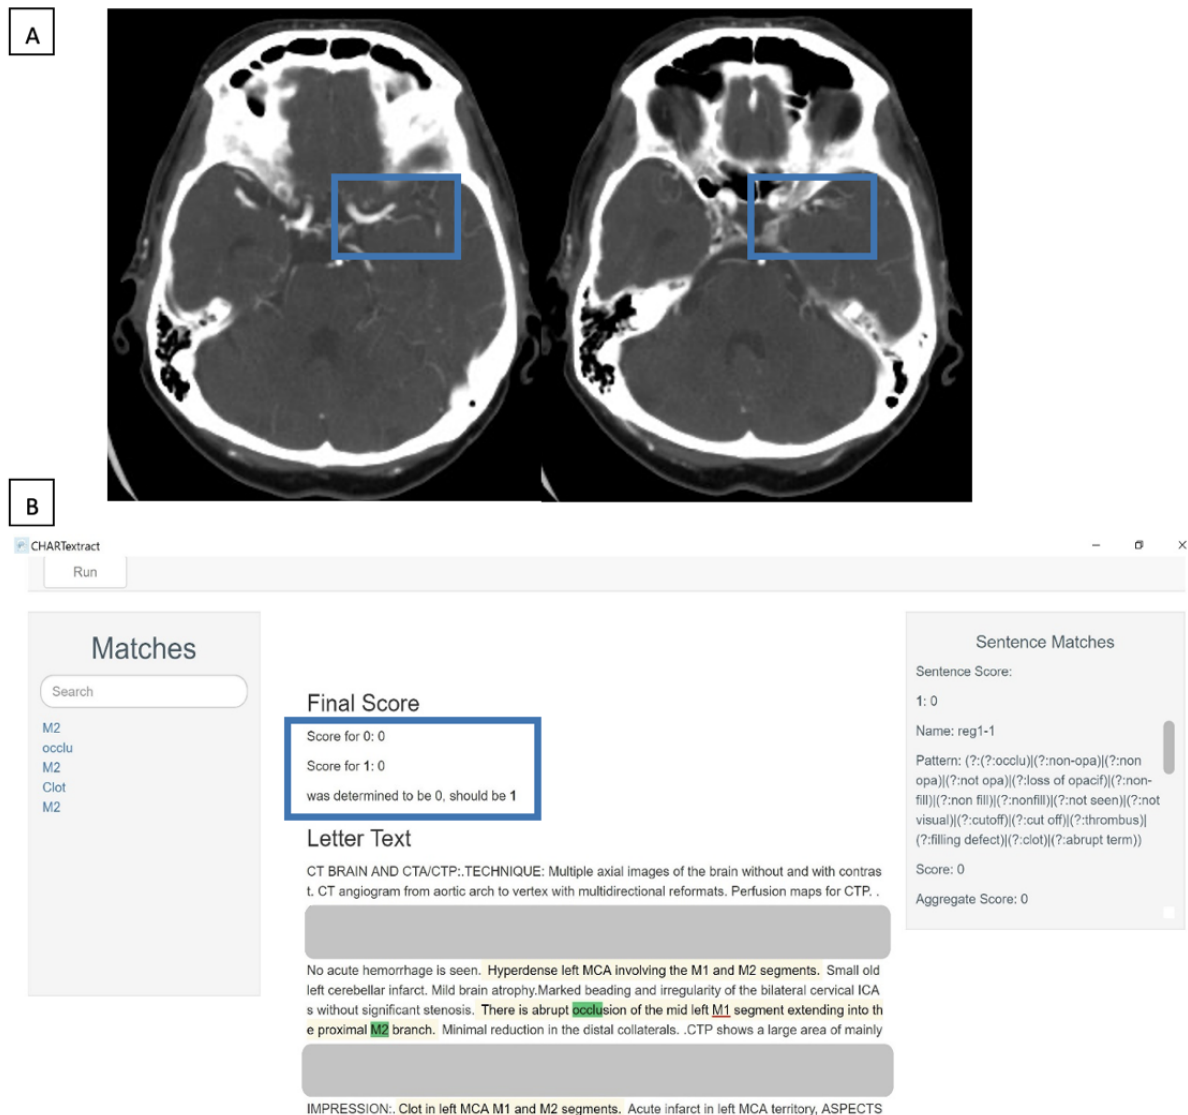 A
B
CHARTextract
Run
Matches
Search
M2
occlu
M2
Clot
M2
Final Score
Score for 0: 0
Score for 1: 0
was determined to be 0, should be 1
Letter Text
CT BRAIN AND CTA/CTP:.TECHNIQUE: Multiple axial images of the brain without and with contras
t. CT angiogram from aortic arch to vertex with multidirectional reformats. Perfusion maps for CTP. .
No acute hemorrhage is seen. Hyperdense left MCA involving the M1 and M2 segments. Small old
left cerebellar infarct. Mild brain atrophy.Marked beading and irregularity of the bilateral cervical ICA
s without significant stenosis. There is abrupt occlusion of the mid left M1 segment extending into th
e proximal M2 branch. Minimal reduction in the distal collaterals. .CTP shows a large area of mainly
IMPRESSION:. Clot in left MCA M1 and M2 segments. Acute infarct in left MCA territory, ASPECTS
Sentence Matches
Sentence Score:
1: 0
Name: reg1-1
Pattern: (?:(?:occlu)|(?:non-opa)|(?:non
opa)|(?:not opa)|(?:loss of opacif)|(?:non-
fill)|(?:non fill)|(?:nonfill)|(?:not seen)|(?:not
visual)|(?:cutoff)|(?:cut off)|(?:thrombus)|
(?:filling defect)|(?:clot)|(?:abrupt term))
Score: 0
Aggregate Score: 0